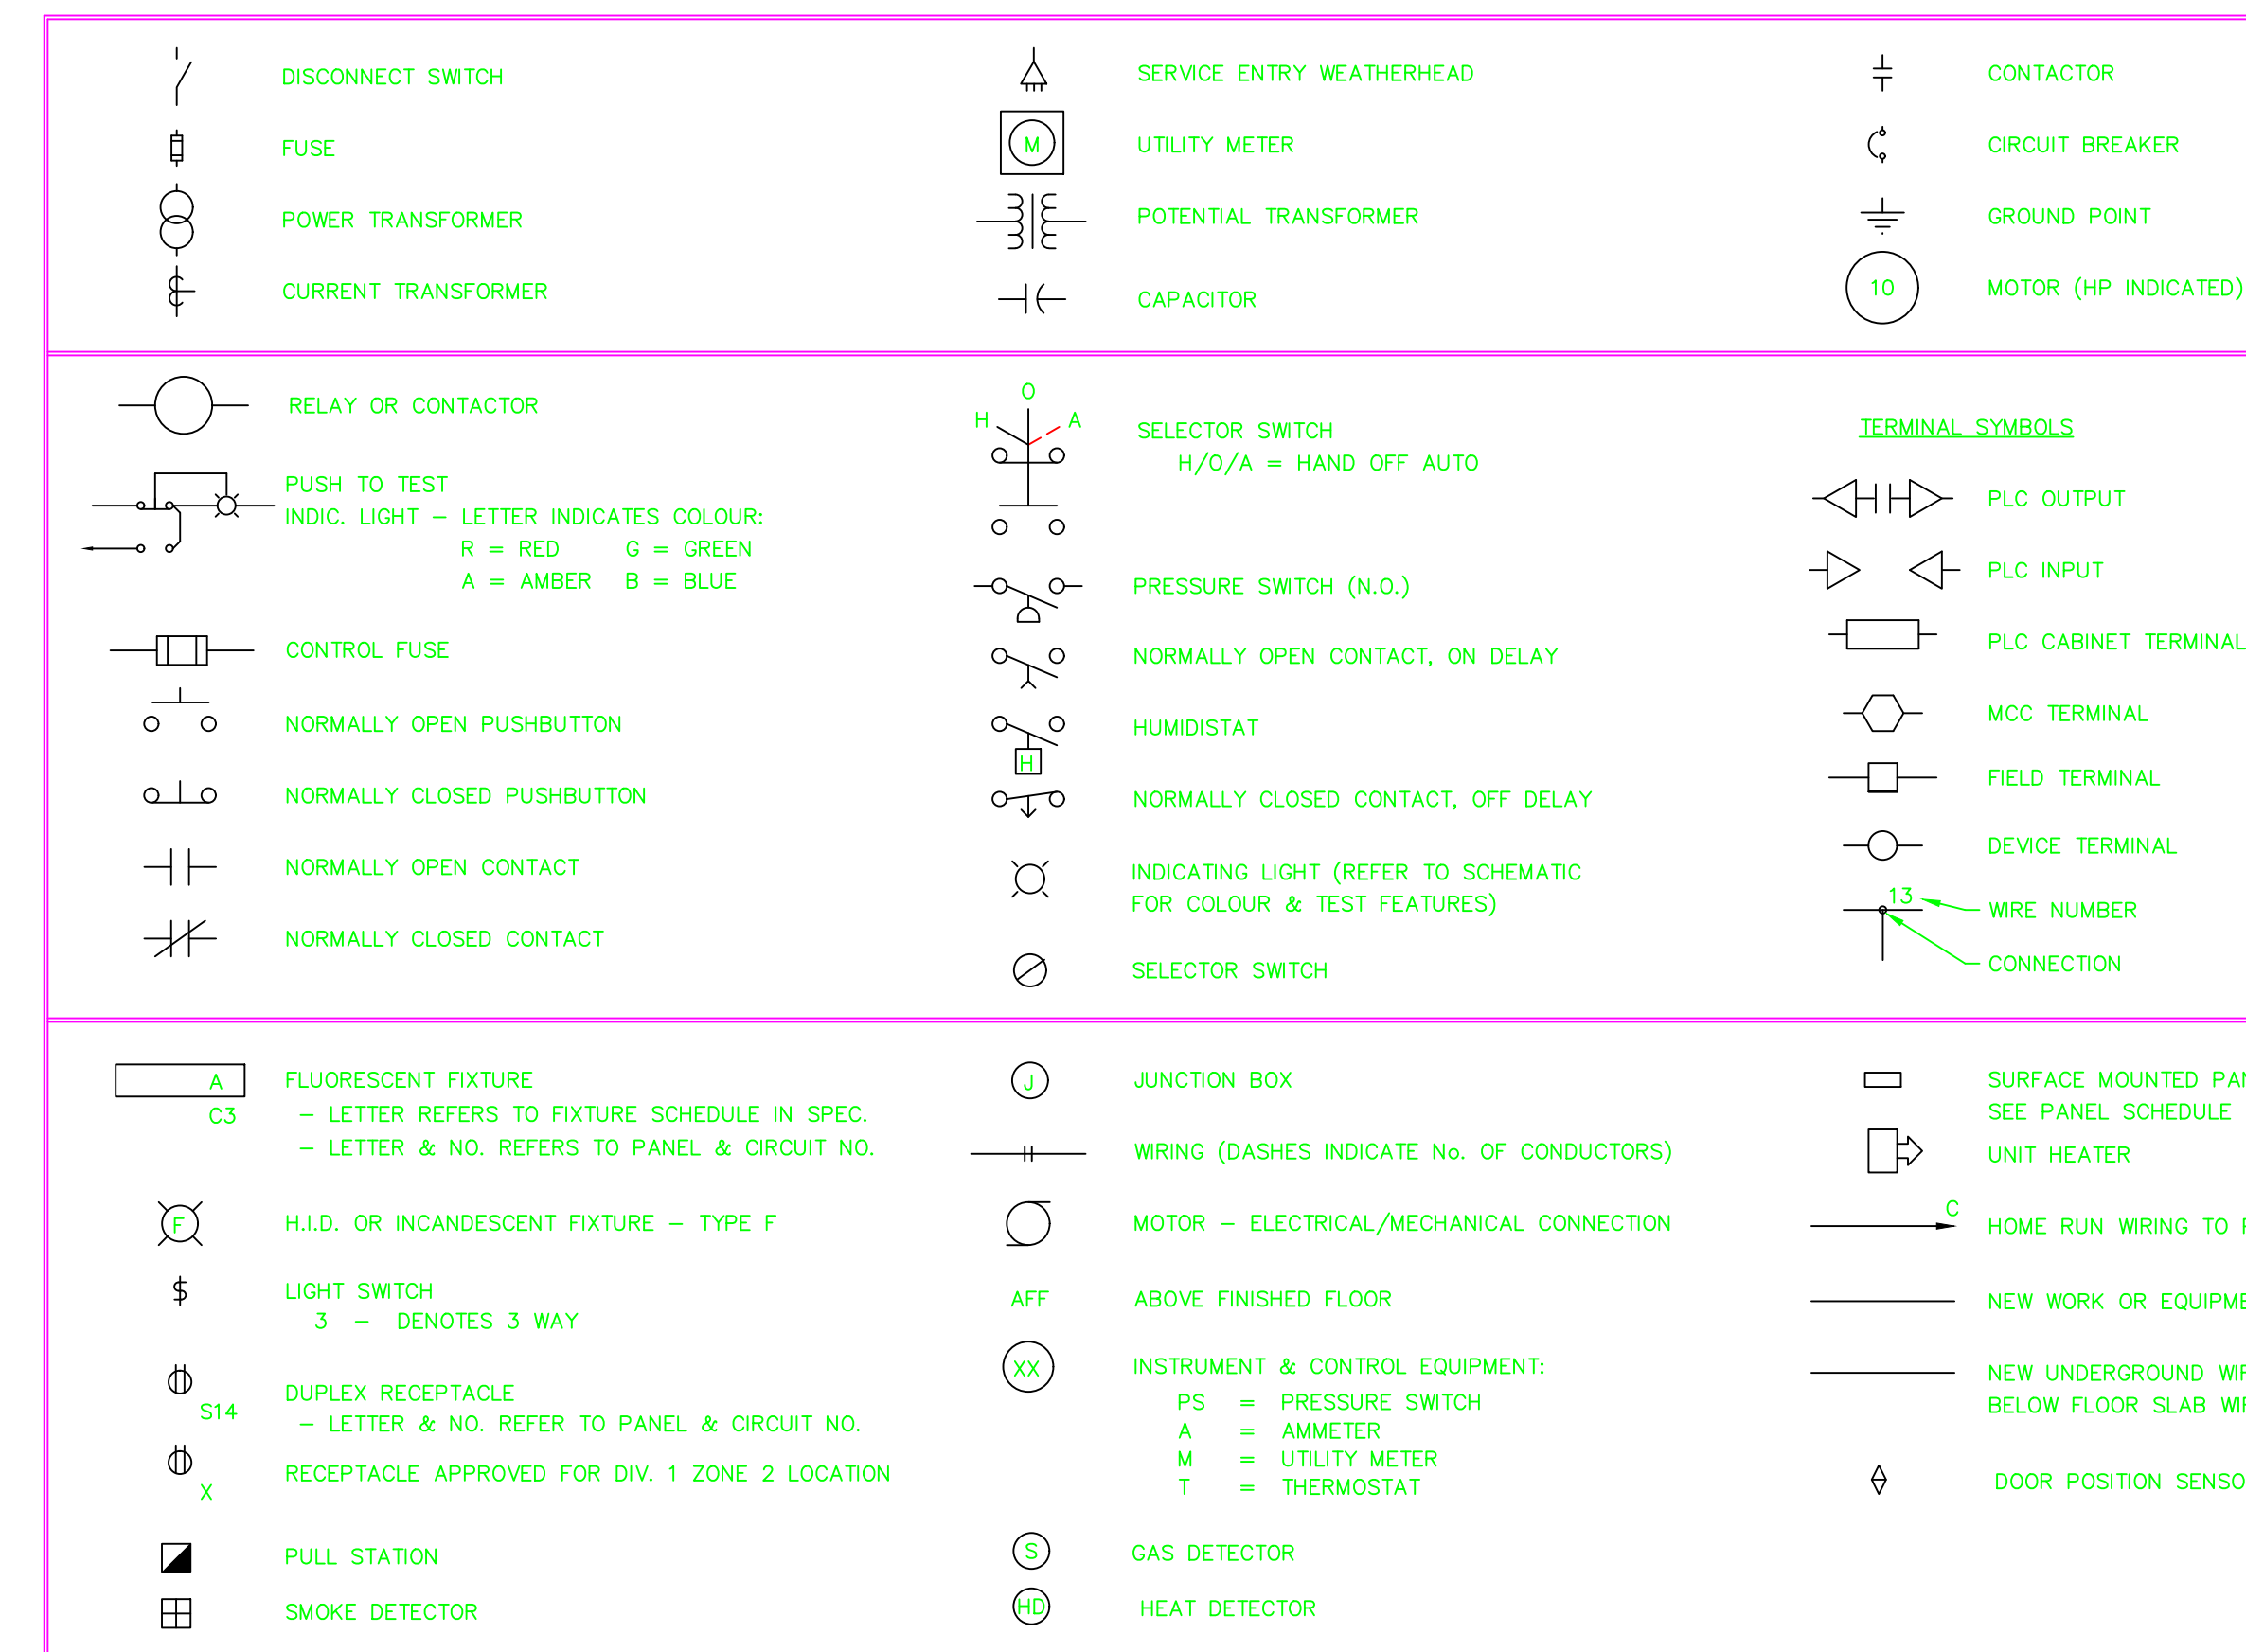 DISCONNECT SWITCH
FUSE
POWER TRANSFORMER
CURRENT TRANSFORMER
SERVICE ENTRY WEATHERHEAD
M
UTILITY METER
POTENTIAL TRANSFORMER
CAPACITOR
CONTACTOR
CIRCUIT BREAKER
GROUND POINT
10
MOTOR (HP INDICATED)
RELAY OR CONTACTOR
PUSH TO TEST
INDIC. LIGHT – LETTER INDICATES COLOUR:
R = RED G = GREEN
A = AMBER B = BLUE
CONTROL FUSE
NORMALLY OPEN PUSHBUTTON
NORMALLY CLOSED PUSHBUTTON
NORMALLY OPEN CONTACT
NORMALLY CLOSED CONTACT
O
H A
SELECTOR SWITCH
H/O/A = HAND OFF AUTO
PRESSURE SWITCH (N.O.)
NORMALLY OPEN CONTACT, ON DELAY
HUMIDISTAT
H
NORMALLY CLOSED CONTACT, OFF DELAY
INDICATING LIGHT (REFER TO SCHEMATIC
FOR COLOUR & TEST FEATURES)
SELECTOR SWITCH
TERMINAL SYMBOLS
PLC OUTPUT
PLC INPUT
PLC CABINET TERMINAL
MCC TERMINAL
FIELD TERMINAL
DEVICE TERMINAL
13
WIRE NUMBER
CONNECTION
A
C3
FLUORESCENT FIXTURE
– LETTER REFERS TO FIXTURE SCHEDULE IN SPEC.
– LETTER & NO. REFERS TO PANEL & CIRCUIT NO.
F
H.I.D. OR INCANDESCENT FIXTURE – TYPE F
$
LIGHT SWITCH
3 – DENOTES 3 WAY
S14
DUPLEX RECEPTACLE
– LETTER & NO. REFER TO PANEL & CIRCUIT NO.
X
RECEPTACLE APPROVED FOR DIV. 1 ZONE 2 LOCATION
PULL STATION
SMOKE DETECTOR
J
JUNCTION BOX
WIRING (DASHES INDICATE No. OF CONDUCTORS)
MOTOR – ELECTRICAL/MECHANICAL CONNECTION
AFF
ABOVE FINISHED FLOOR
XX
INSTRUMENT & CONTROL EQUIPMENT:
PS = PRESSURE SWITCH
A = AMMETER
M = UTILITY METER
T = THERMOSTAT
S
GAS DETECTOR
HD
HEAT DETECTOR
SURFACE MOUNTED
SEE PANEL SCHEDULE
UNIT HEATER
C
HOME RUN WIRING TO
NEW WORK OR
NEW UNDERGROUND
BELOW FLOOR SLAB
DOOR POSITION